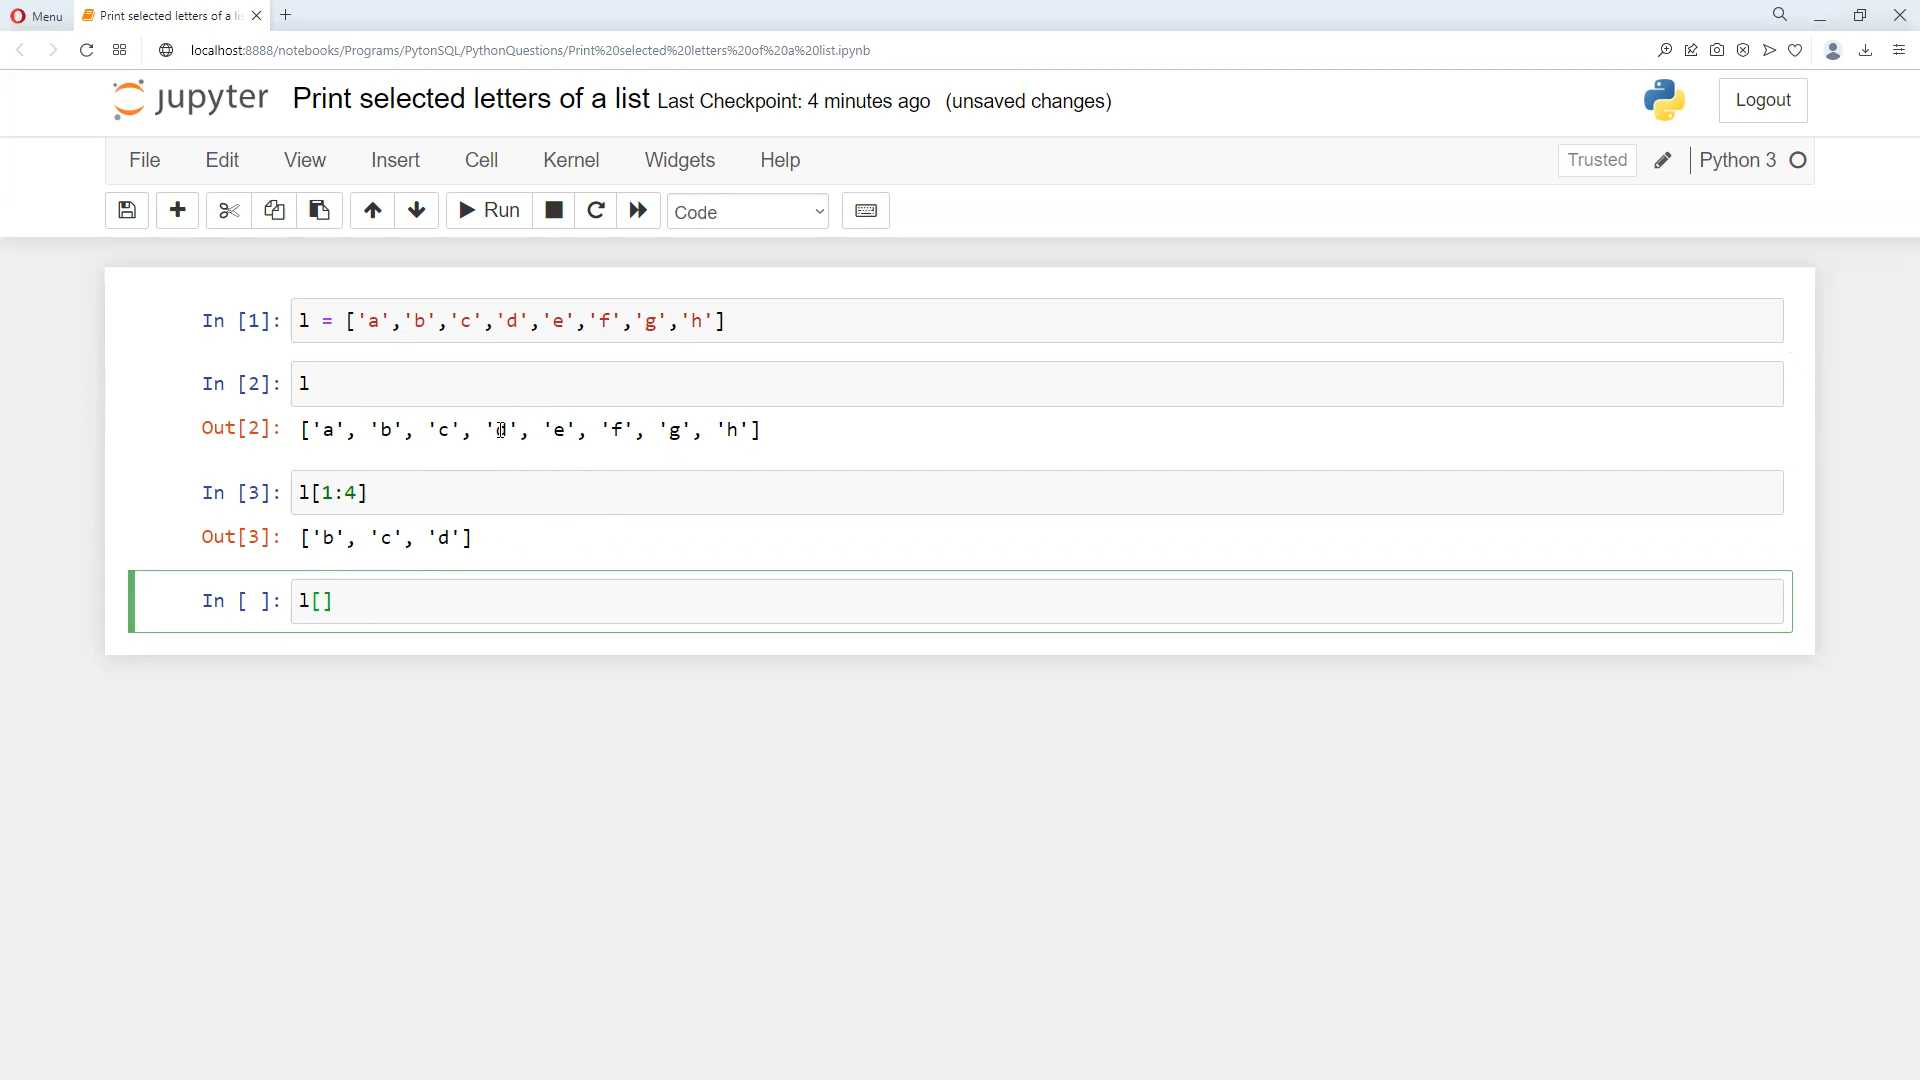 Menu
Print selected letters of a li
localhost:8888/notebooks/Programs/PytonSQL/PythonQuestions/Print%20selected%20letters%20of%20a%20list.ipynb
jupyter Print selected letters of a list Last Checkpoint: 4 minutes ago (unsaved changes)
Logout
File Edit View Insert Cell Kernel Widgets Help
Trusted Python 3
Run Code
In [1]: l = ['a','b','c','d','e','f','g','h']
In [2]: l
Out[2]: ['a', 'b', 'c', 'd', 'e', 'f', 'g', 'h']
In [3]: l[1:4]
Out[3]: ['b', 'c', 'd']
In [ ]: l[]